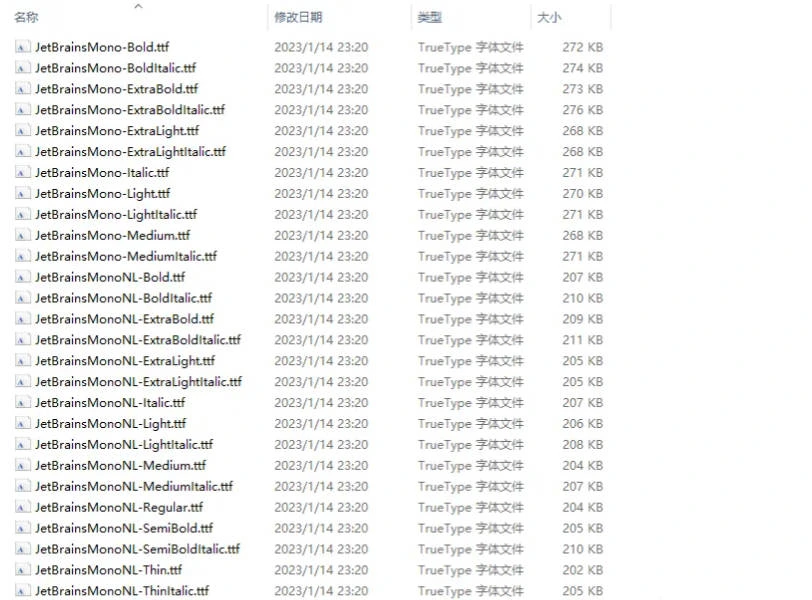 名称 修改日期 类型 大小
JetBrainsMono-Bold.ttf 2023/1/14 23:20 TrueType 字体文件 272 KB
JetBrainsMono-BoldItalic.ttf 2023/1/14 23:20 TrueType 字体文件 274 KB
JetBrainsMono-ExtraBold.ttf 2023/1/14 23:20 TrueType 字体文件 273 KB
JetBrainsMono-ExtraBoldItalic.ttf 2023/1/14 23:20 TrueType 字体文件 276 KB
JetBrainsMono-ExtraLight.ttf 2023/1/14 23:20 TrueType 字体文件 268 KB
JetBrainsMono-ExtraLightItalic.ttf 2023/1/14 23:20 TrueType 字体文件 268 KB
JetBrainsMono-Italic.ttf 2023/1/14 23:20 TrueType 字体文件 271 KB
JetBrainsMono-Light.ttf 2023/1/14 23:20 TrueType 字体文件 270 KB
JetBrainsMono-LightItalic.ttf 2023/1/14 23:20 TrueType 字体文件 271 KB
JetBrainsMono-Medium.ttf 2023/1/14 23:20 TrueType 字体文件 268 KB
JetBrainsMono-MediumItalic.ttf 2023/1/14 23:20 TrueType 字体文件 271 KB
JetBrainsMonoNL-Bold.ttf 2023/1/14 23:20 TrueType 字体文件 207 KB
JetBrainsMonoNL-BoldItalic.ttf 2023/1/14 23:20 TrueType 字体文件 210 KB
JetBrainsMonoNL-ExtraBold.ttf 2023/1/14 23:20 TrueType 字体文件 209 KB
JetBrainsMonoNL-ExtraBoldItalic.ttf 2023/1/14 23:20 TrueType 字体文件 211 KB
JetBrainsMonoNL-ExtraLight.ttf 2023/1/14 23:20 TrueType 字体文件 205 KB
JetBrainsMonoNL-ExtraLightItalic.ttf 2023/1/14 23:20 TrueType 字体文件 205 KB
JetBrainsMonoNL-Italic.ttf 2023/1/14 23:20 TrueType 字体文件 207 KB
JetBrainsMonoNL-Light.ttf 2023/1/14 23:20 TrueType 字体文件 206 KB
JetBrainsMonoNL-LightItalic.ttf 2023/1/14 23:20 TrueType 字体文件 208 KB
JetBrainsMonoNL-Medium.ttf 2023/1/14 23:20 TrueType 字体文件 204 KB
JetBrainsMonoNL-MediumItalic.ttf 2023/1/14 23:20 TrueType 字体文件 207 KB
JetBrainsMonoNL-Regular.ttf 2023/1/14 23:20 TrueType 字体文件 204 KB
JetBrainsMonoNL-SemiBold.ttf 2023/1/14 23:20 TrueType 字体文件 205 KB
JetBrainsMonoNL-SemiBoldItalic.ttf 2023/1/14 23:20 TrueType 字体文件 210 KB
JetBrainsMonoNL-Thin.ttf 2023/1/14 23:20 TrueType 字体文件 202 KB
JetBrainsMonoNL-ThinItalic.ttf 2023/1/14 23:20 TrueType 字体文件 205 KB